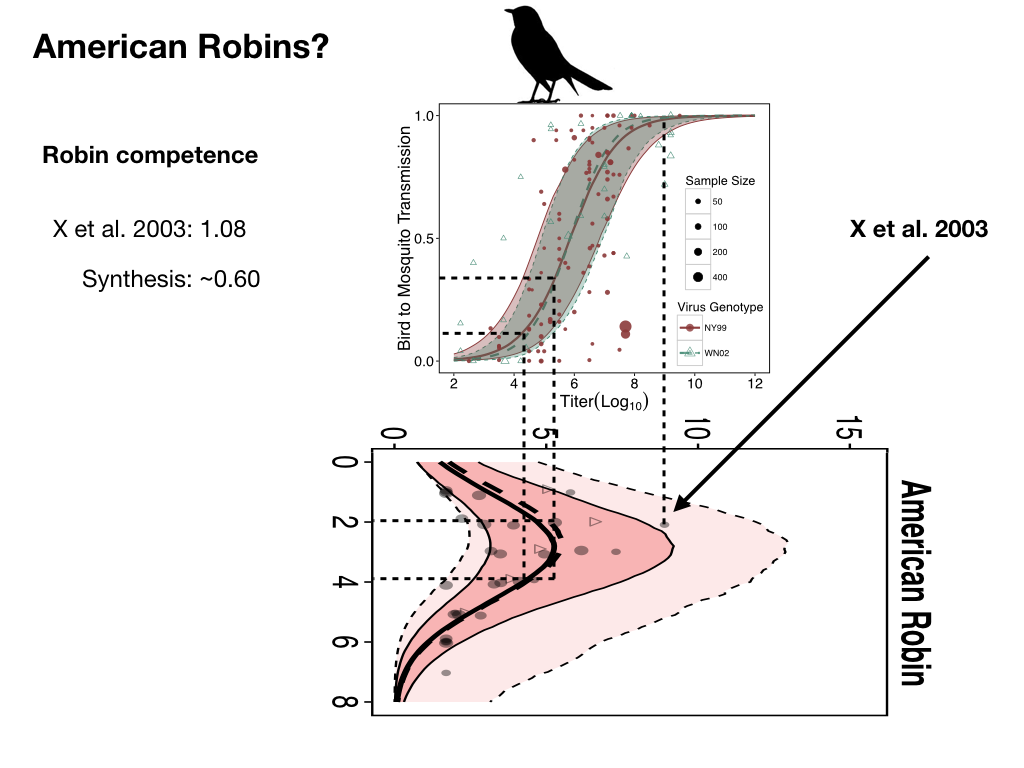 American Robins?
Robin competence
X et al. 2003: 1.08
Synthesis: ~0.60
X et al. 2003
Bird to Mosquito Transmission
1.0
0.5
0.0
2 4 6 8 10 12
Titer(Log10)
Sample Size
50
100
200
400
Virus Genotype
NY99
WN02
0 5 10 15
0
2
4
6
8
American Robin